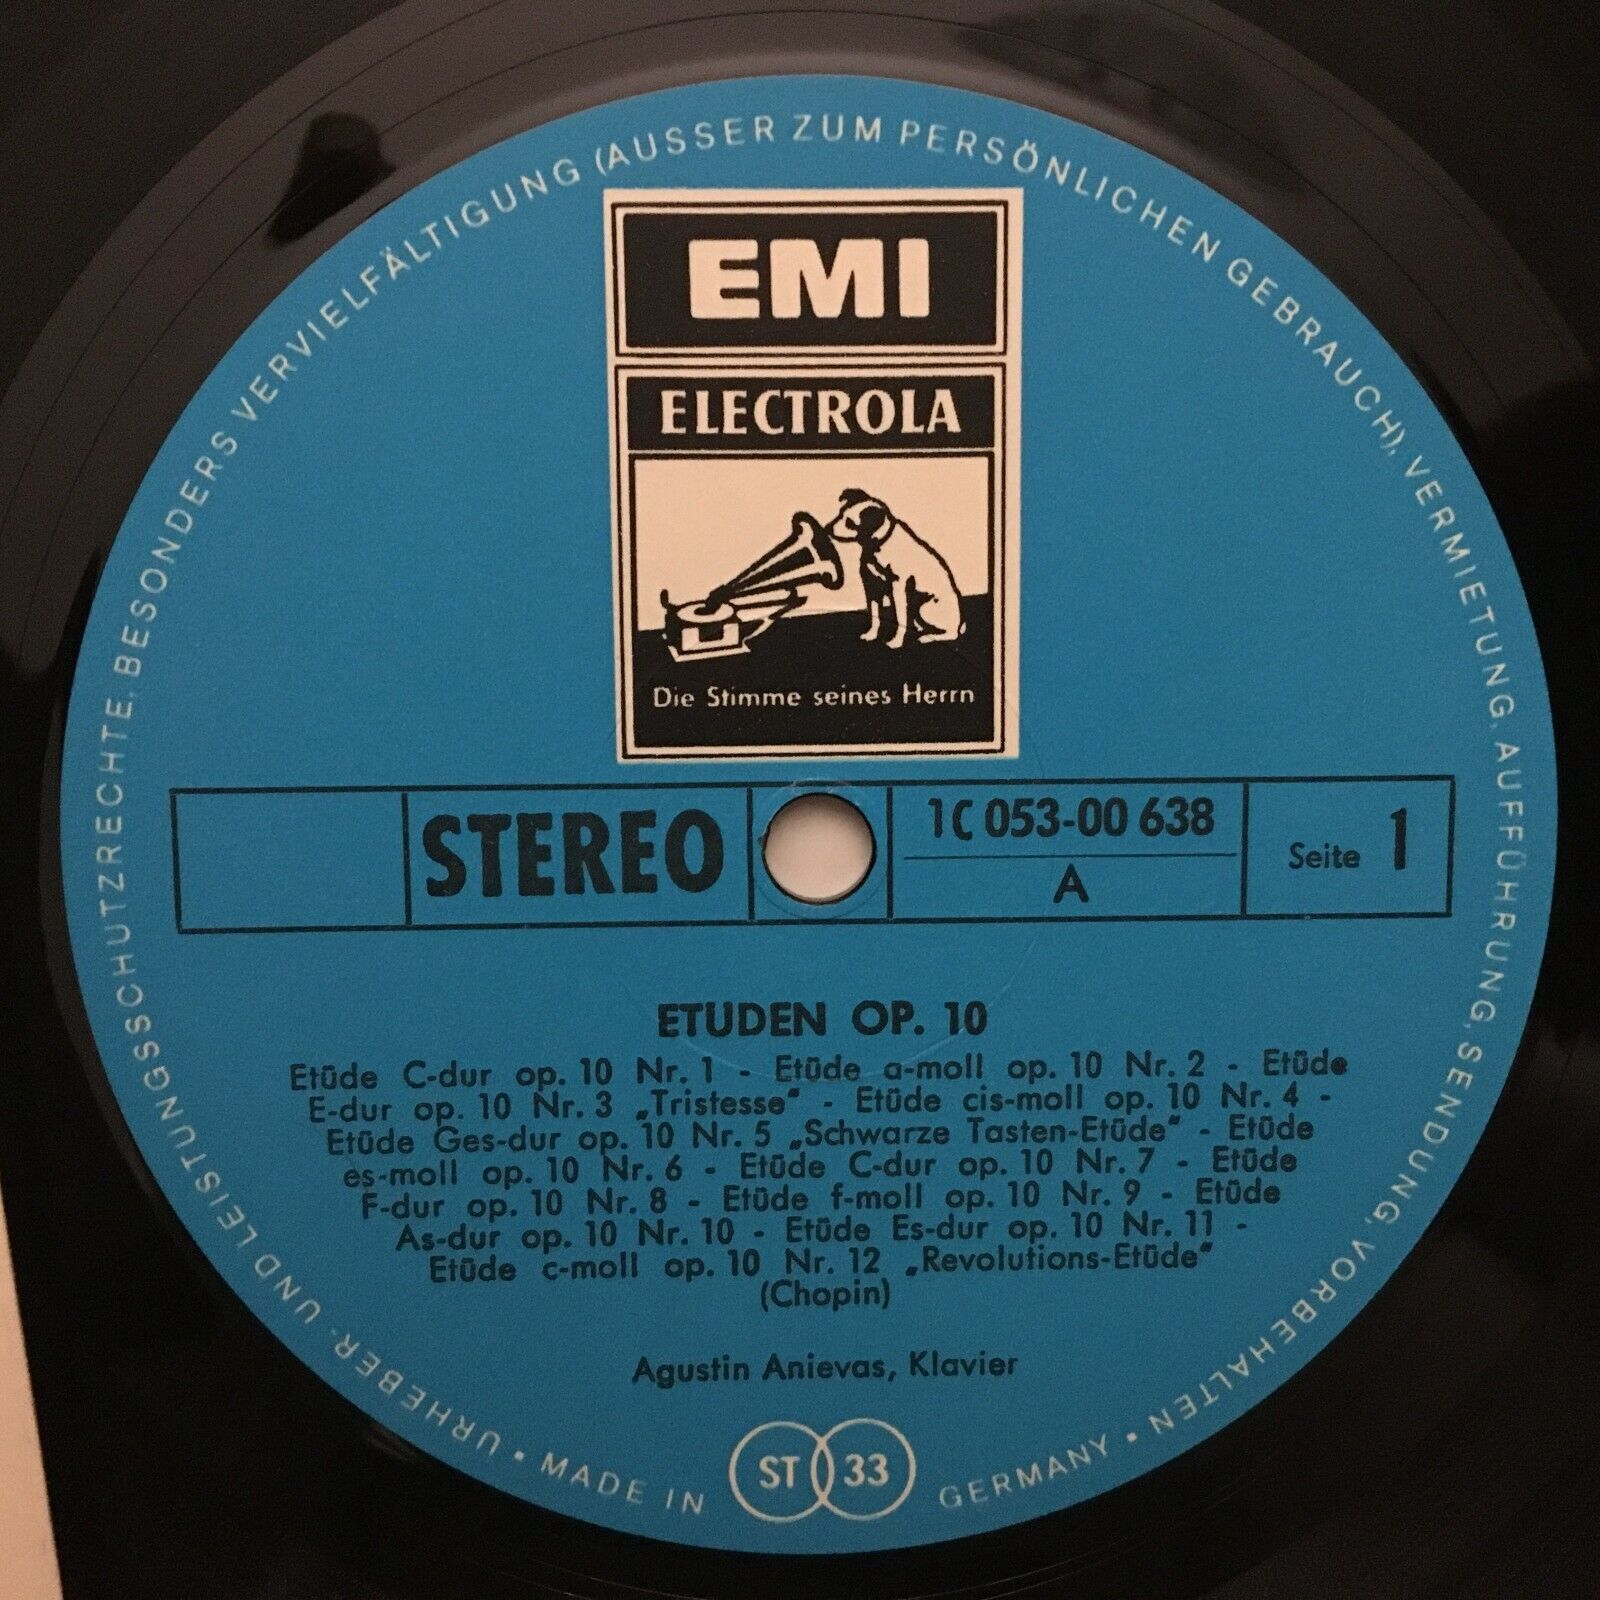 EMI
ELECTROLA
Die Stimme seines Herrn
STEREO
1C 053-00 638
A
Seite 1
ETUDEN OP. 10
Etüde C-dur op. 10 Nr. 1 - Etüde a-moll op. 10 Nr. 2 - Etüde
E-dur op. 10 Nr. 3 „Tristesse“ - Etüde cis-moll op. 10 Nr. 4 -
Etüde Ges-dur op. 10 Nr. 5 „Schwarze Tasten-Etüde“ - Etüde
es-moll op. 10 Nr. 6 - Etüde C-dur op. 10 Nr. 7 - Etüde
F-dur op. 10 Nr. 8 - Etüde f-moll op. 10 Nr. 9 - Etüde
As-dur op. 10 Nr. 10 - Etüde Es-dur op. 10 Nr. 11 -
Etüde c-moll op. 10 Nr. 12 „Revolutions-Etüde“
(Chopin)
Agustin Anievas, Klavier
ST 33
URHEBER- UND LEISTUNGSSCHUTZRECHTE, BESONDERS VERVIELFÄLTIGUNG (AUSSER ZUM PERSÖNLICHEN GEBRAUCH), VERMIETUNG, AUFFÜHRUNG, SENDUNG, VORBEHALTEN •
• MADE IN GERMANY